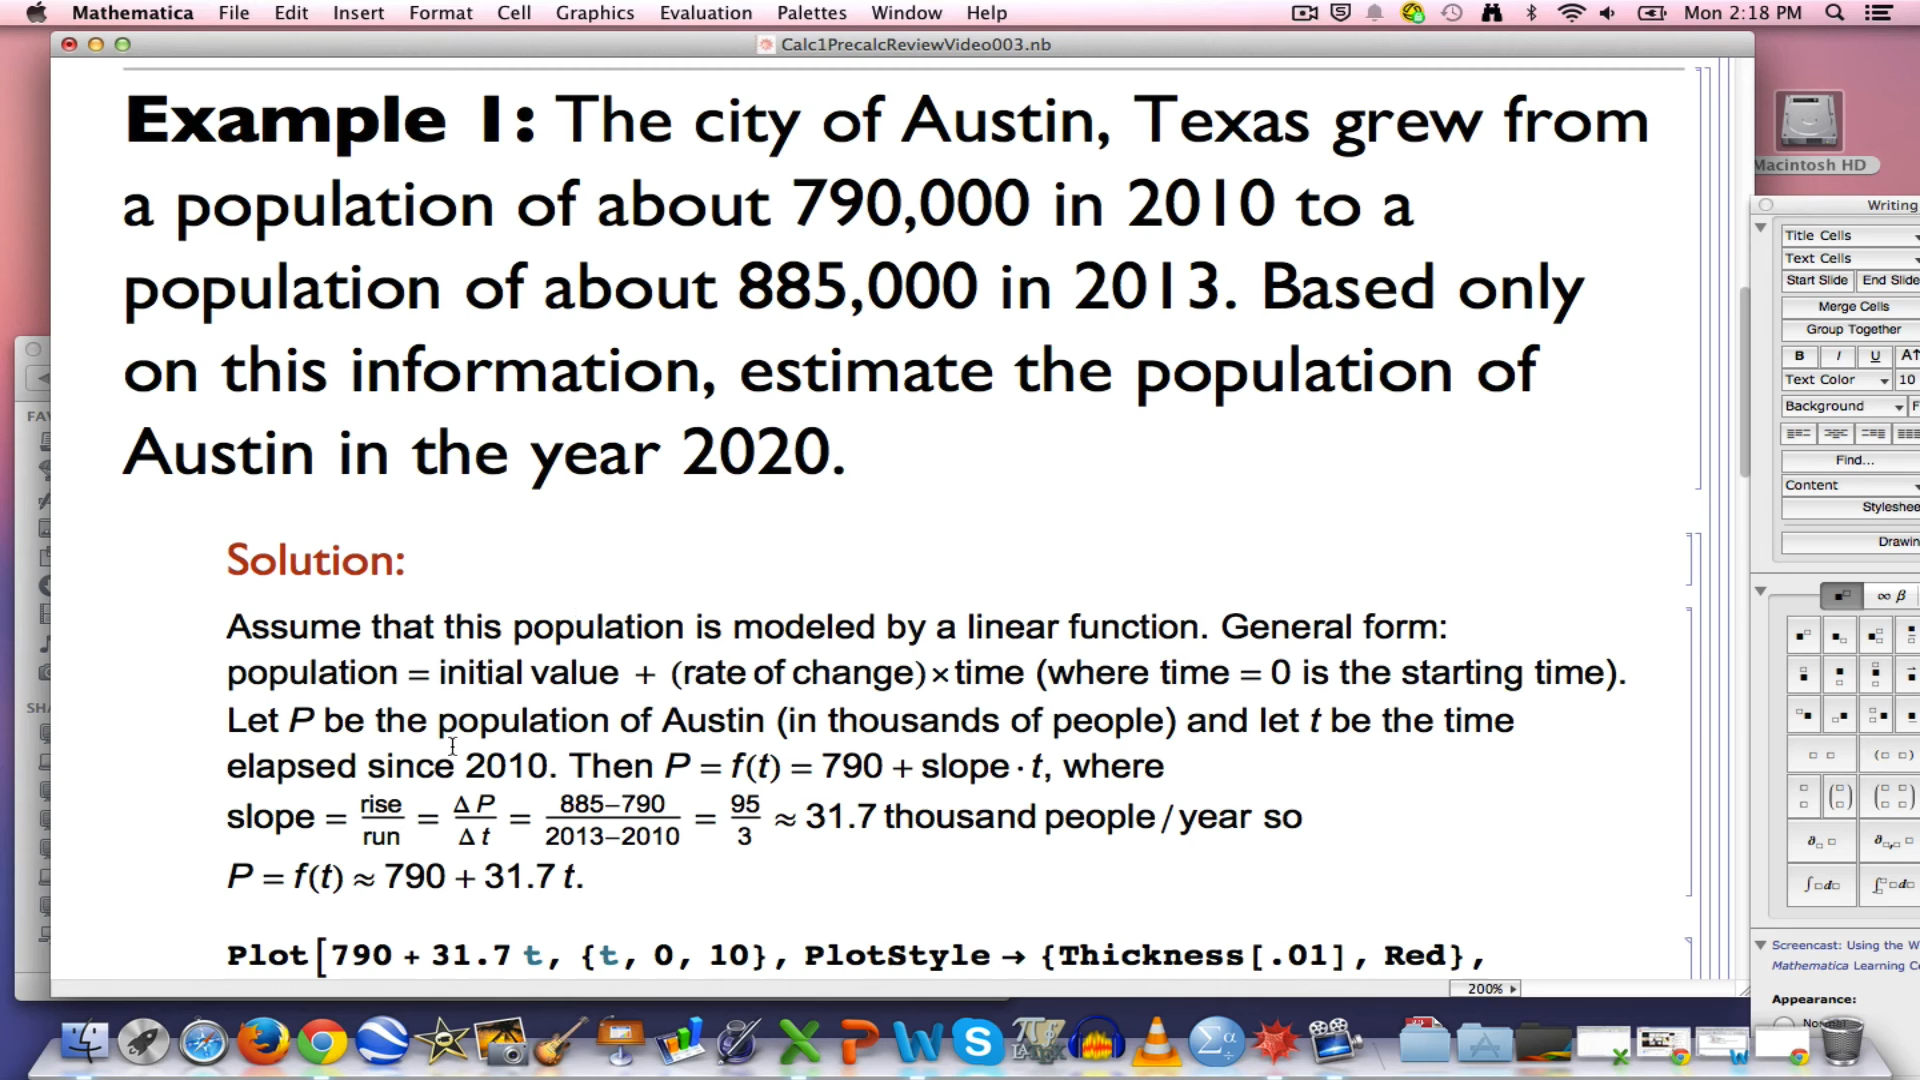 Mathematica File Edit Insert Format Cell Graphics Evaluation Palettes Window Help Mon 2:18 PM
Calc1PrecalcReviewVideo003.nb
Example 1: The city of Austin, Texas grew from
a population of about 790,000 in 2010 to a
population of about 885,000 in 2013. Based only
on this information, estimate the population of
Austin in the year 2020.
Solution:
Assume that this population is modeled by a linear function. General form:
population = initial value + (rate of change)×time (where time = 0 is the starting time).
Let P be the population of Austin (in thousands of people) and let t be the time
elapsed since 2010. Then P = f(t) = 790 + slope · t, where
slope = rise/run = Δ P/Δ t = 885−790/2013−2010 = 95/3 ≈ 31.7 thousand people / year so
P = f(t) ≈ 790 + 31.7 t.
Plot[790 + 31.7 t, {t, 0, 10}, PlotStyle → {Thickness[.01], Red},
200%
Macintosh HD
Writing
Title Cells
Text Cells
Start Slide End Slide
Merge Cells
Group Together
B I U A
Text Color 10
Background F
Find...
Content
Styleshee
Drawin
∞ β
∂
∫ d
Screencast: Using the W
Mathematica Learning Ce
Appearance:
Normal
FAV
SHA